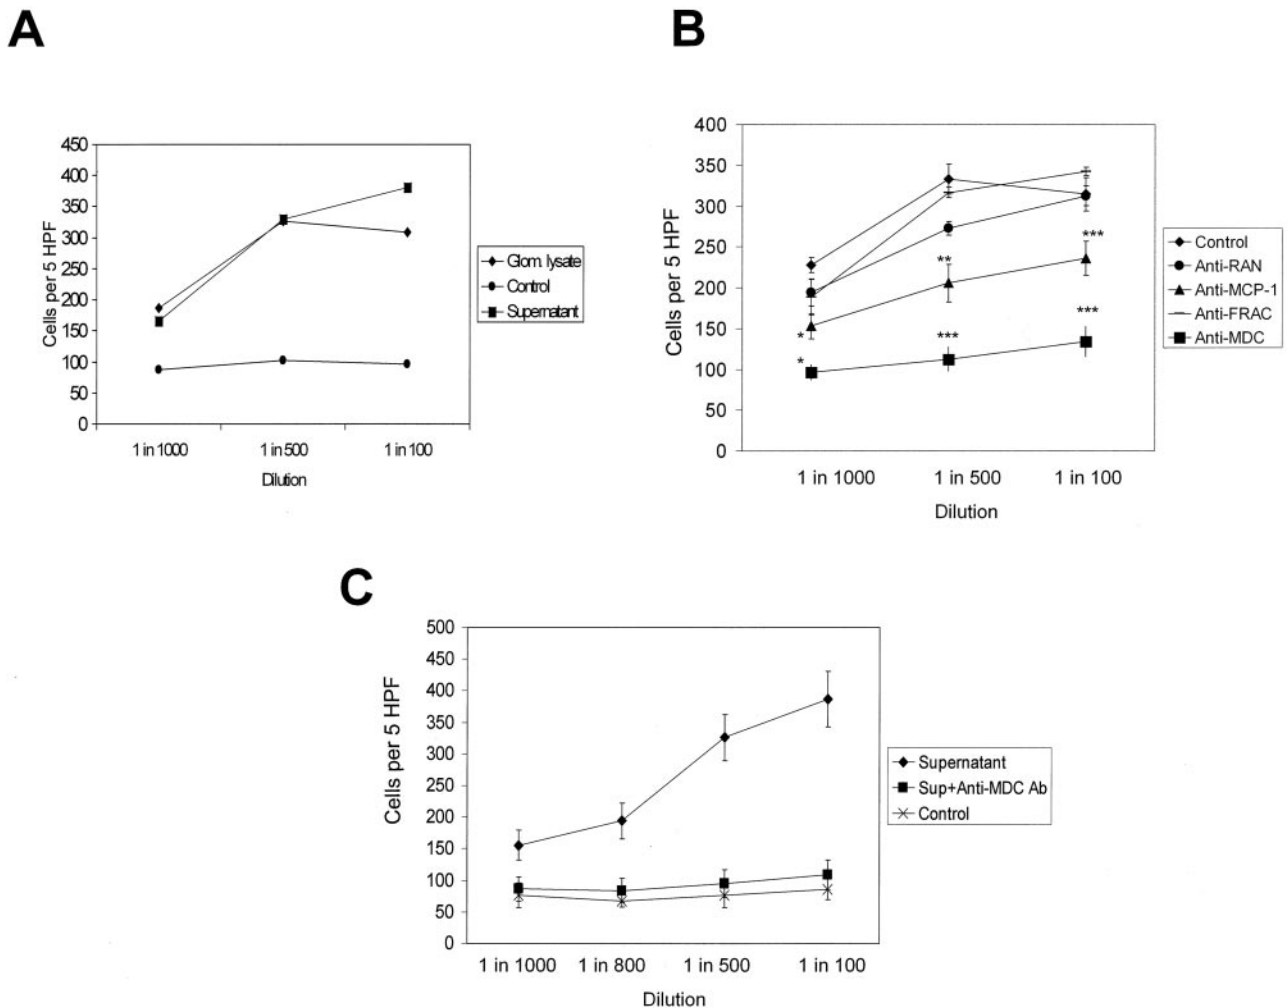 A
B
450
400
350
300
250
200
150
100
50
0
Cells per 5 HPF
1 in 1000
1 in 500
1 in 100
Dilution
Glom. lysate
Control
Supernatant
400
350
300
250
200
150
100
50
0
Cells per 5 HPF
***
**
*
***
***
*
1 in 1000
1 in 500
1 in 100
Dilution
Control
Anti-RAN
Anti-MCP-1
Anti-FRAC
Anti-MDC
C
500
450
400
350
300
250
200
150
100
50
0
Cells per 5 HPF
1 in 1000
1 in 800
1 in 500
1 in 100
Dilution
Supernatant
Sup+Anti-MDC Ab
Control